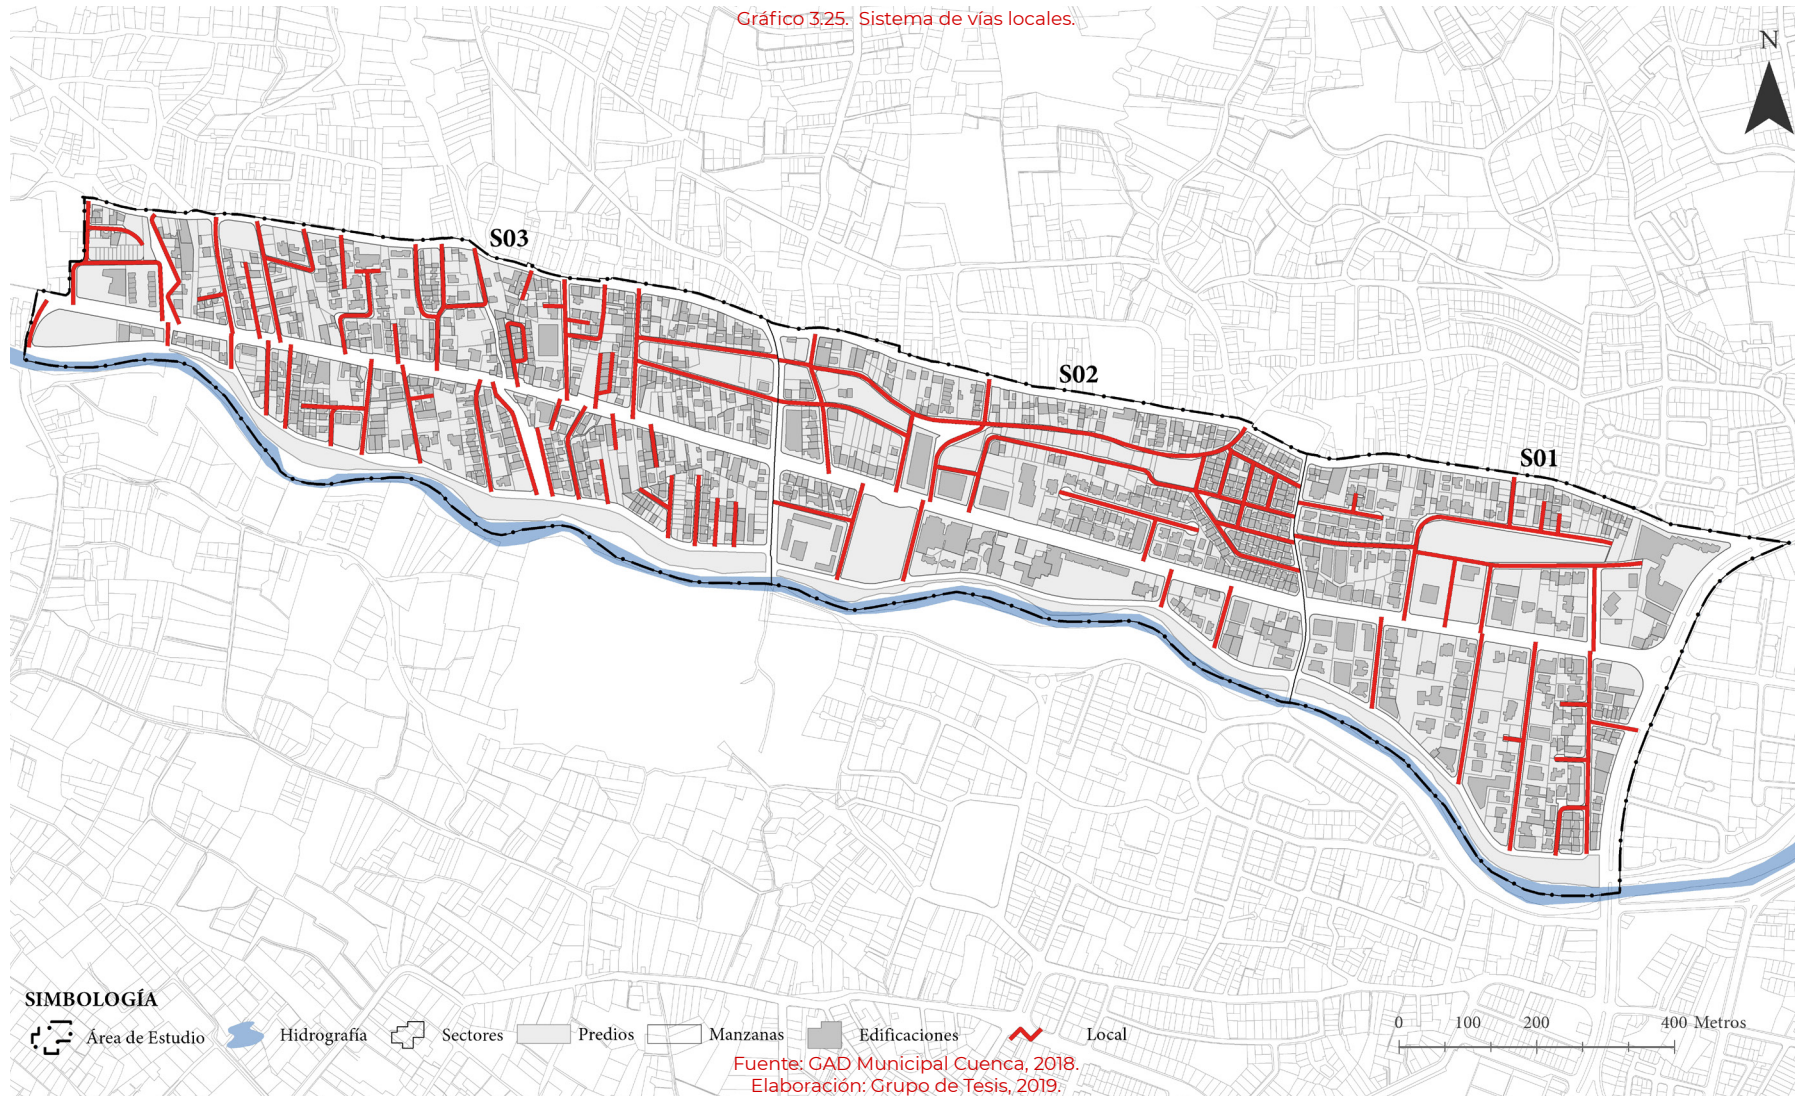 Gráfico 3.25. Sistema de vías locales.
N
S03
S02
S01
SIMBOLOGÍA
Área de Estudio
Hidrografía
Sectores
Predios
Manzanas
Edificaciones
Local
0 100 200 400 Metros
Fuente: GAD Municipal Cuenca, 2018.
Elaboración: Grupo de Tesis, 2019.